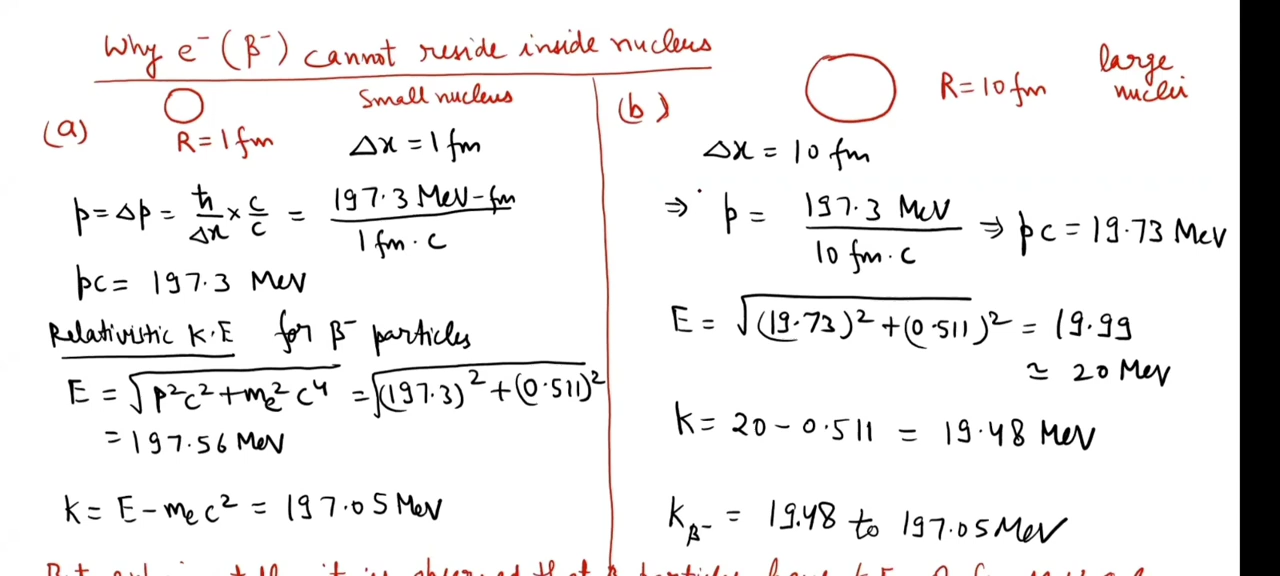 Why e⁻ (β⁻) cannot reside inside nucleus
(a)
Small nucleus
R = 1 fm
Δx = 1 fm
p = Δp = ħ/Δx × c/c = 197.3 MeV-fm / 1 fm · c
pc = 197.3 MeV
Relativistic K.E for β⁻ particles
E = √(p²c² + mₑ²c⁴) = √((197.3)² + (0.511)²)
= 197.56 MeV
K = E - mₑc² = 197.05 MeV
(b)
R = 10 fm
large
nuclei
Δx = 10 fm
⇒ p = 197.3 MeV / 10 fm · c ⇒ pc = 19.73 MeV
E = √((19.73)² + (0.511)²) = 19.99
≃ 20 MeV
K = 20 - 0.511 = 19.48 MeV
K_β⁻ = 19.48 to 197.05 MeV